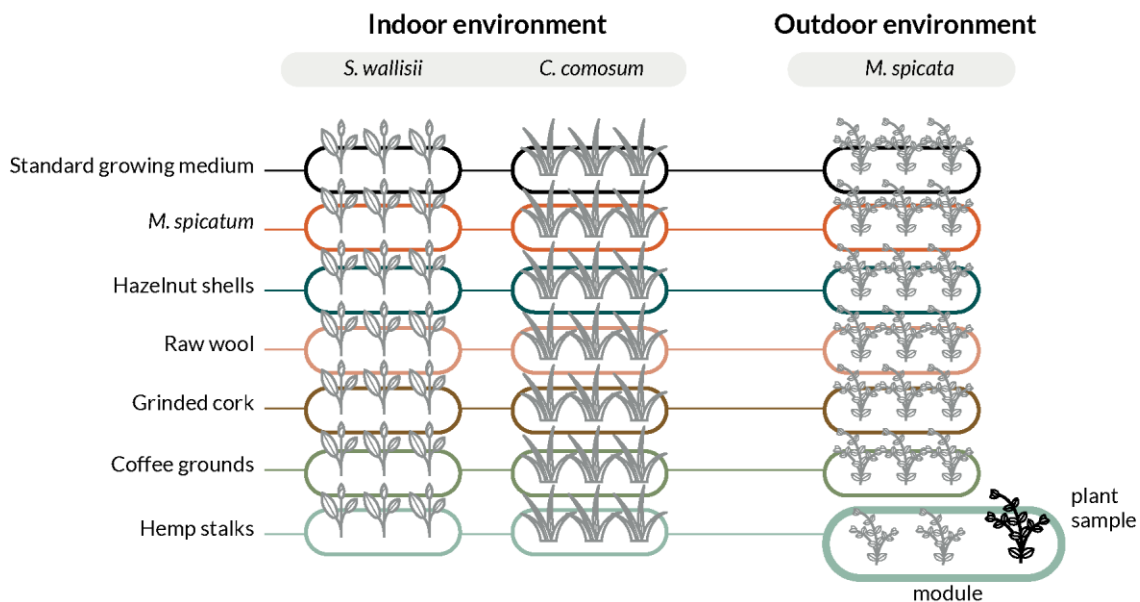 Indoor environment
Outdoor environment
S. wallisii
C. comosum
M. spicata
Standard growing medium
M. spicatum
Hazelnut shells
Raw wool
Grinded cork
Coffee grounds
Hemp stalks
plant
sample
module